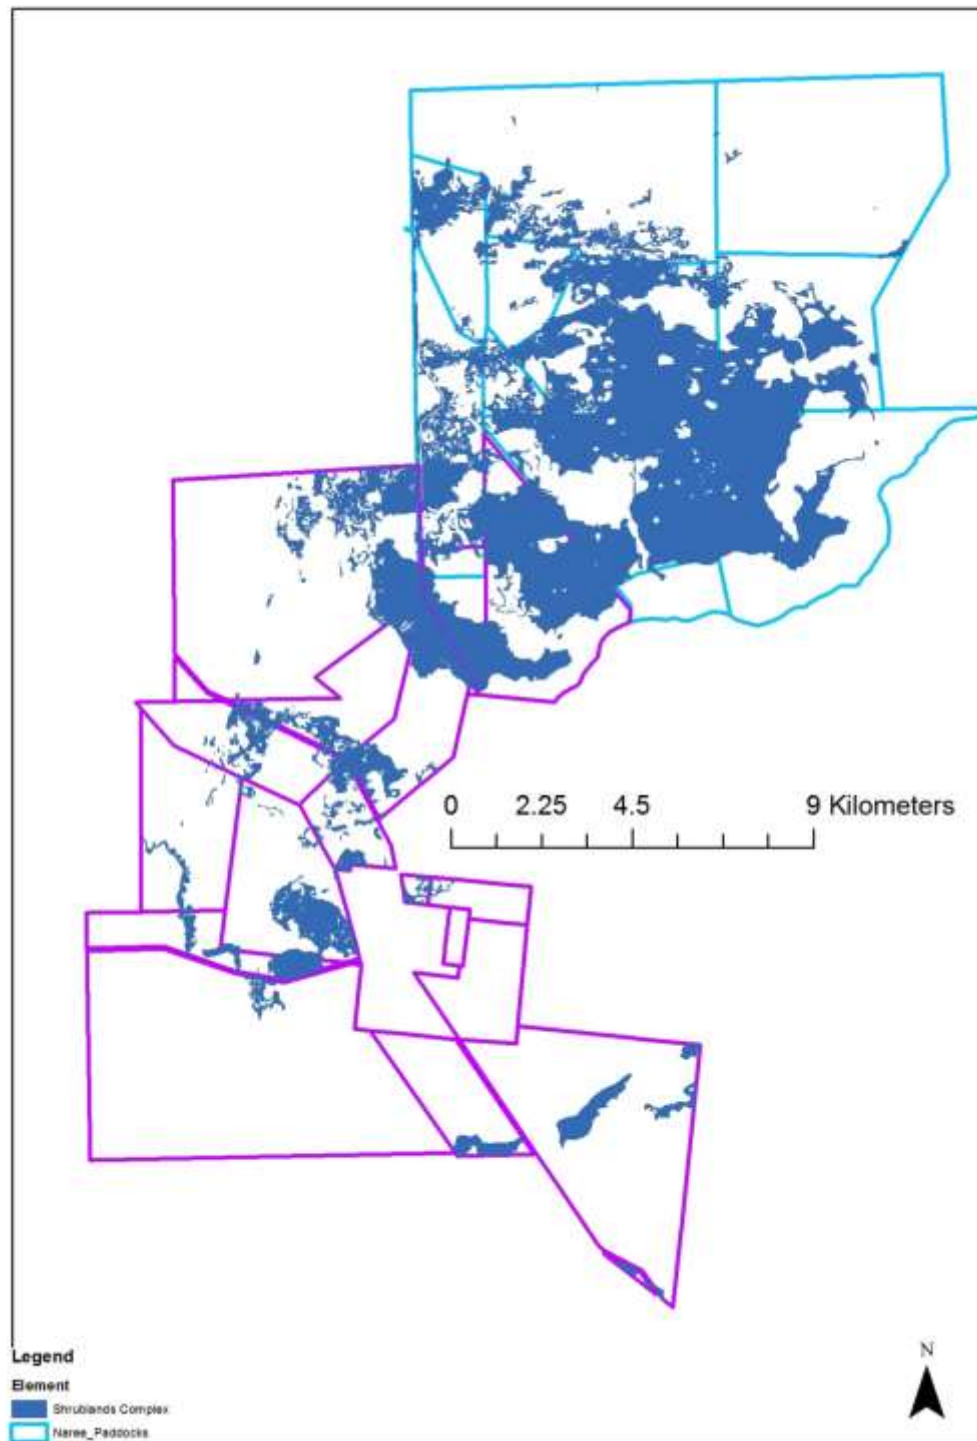 0 2.25 4.5 9 Kilometers
Legend
Element
Shrublands Complex
Naree_Paddocks
N